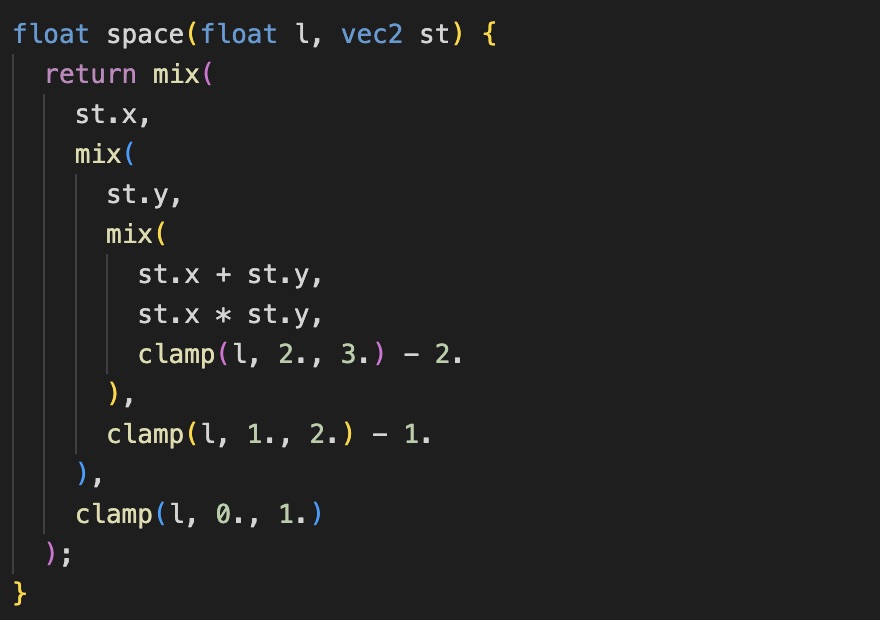 float space(float l, vec2 st) {
  return mix(
    st.x,
    mix(
      st.y,
      mix(
        st.x + st.y,
        st.x * st.y,
        clamp(l, 2., 3.) - 2.
      ),
      clamp(l, 1., 2.) - 1.
    ),
    clamp(l, 0., 1.)
  );
}